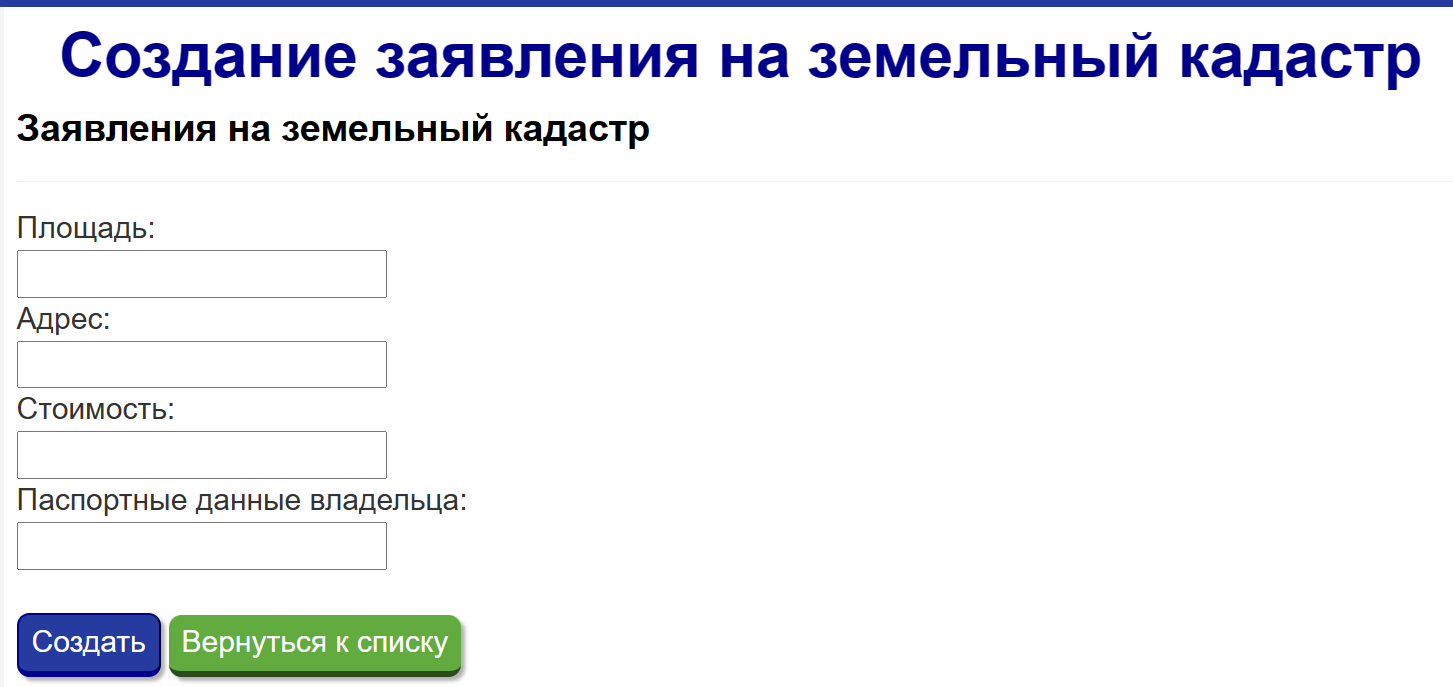 Создание заявления на земельный кадастр
Заявления на земельный кадастр
Площадь:
Адрес:
Стоимость:
Паспортные данные владельца:
Создать Вернуться к списку